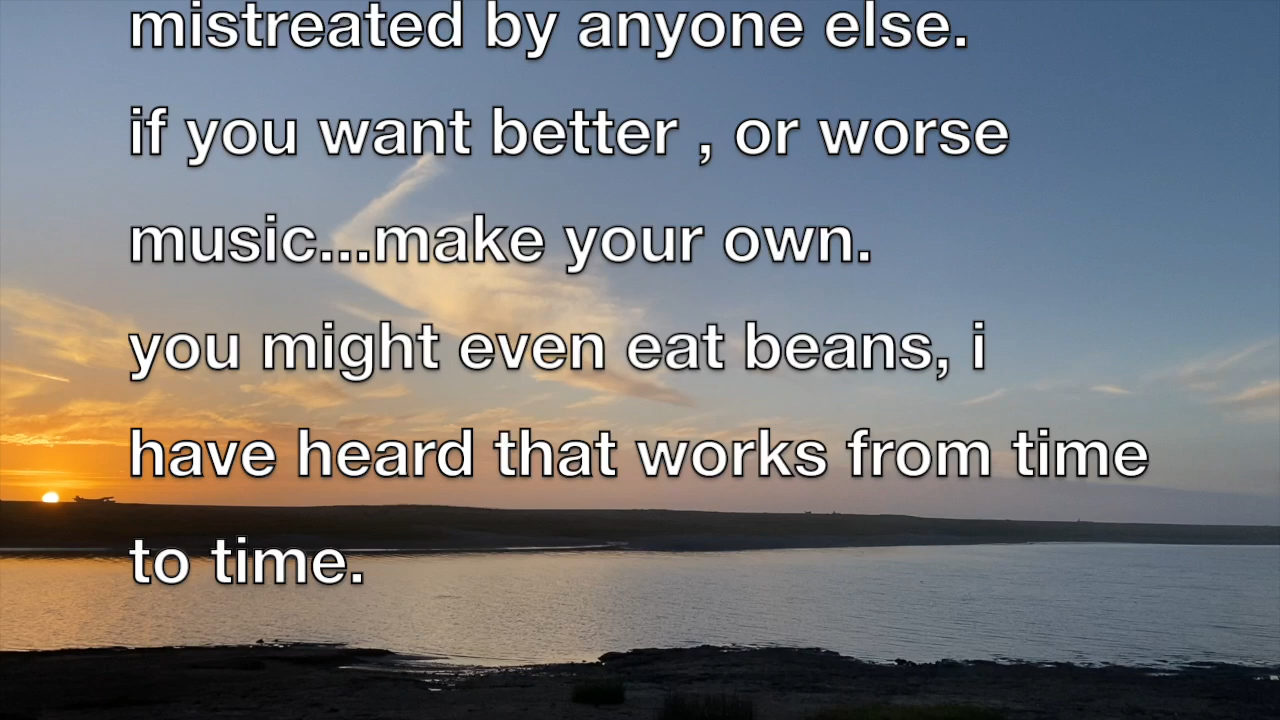 mistreated by anyone else.
if you want better , or worse
music...make your own.
you might even eat beans, i
have heard that works from time
to time.